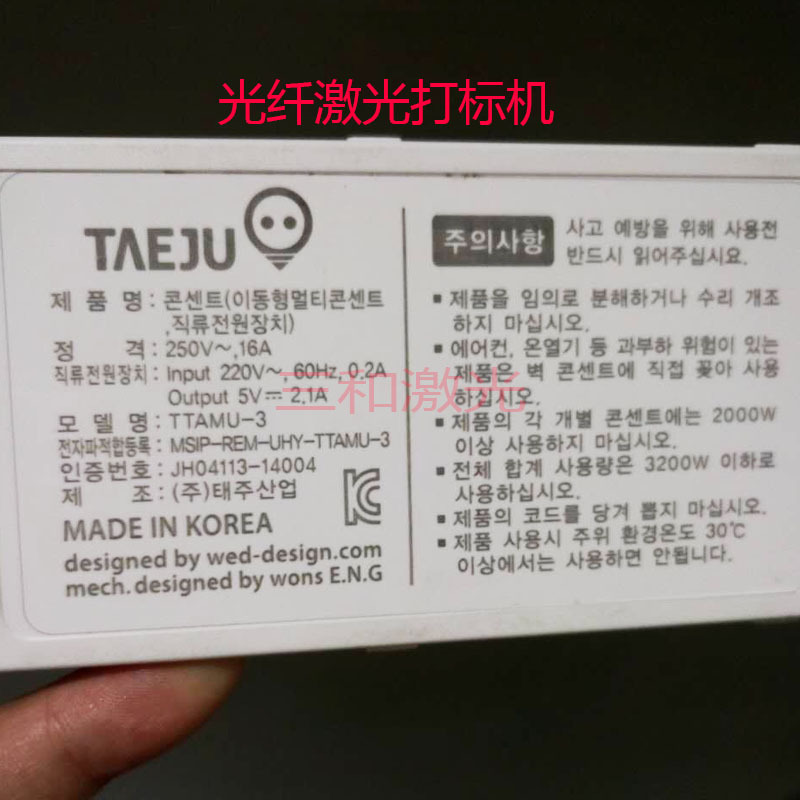 光纤激光打标机
TAEJU
제 품 명 : 콘센트(이동형멀티콘센트
,직류전원장치)
정 격 : 250V~,16A
직류전원장치 : Input 220V~, 60Hz, 0.2A
Output 5V⎓ 2,1A
모 델 명 : TTAMU-3
전자파적합등록 : MSIP-REM-UHY-TTAMU-3
인증번호 : JH04113-14004
제 조 : (주)태주산업
MADE IN KOREA
designed by wed-design.com
mech. designed by wons E.N.G
주의사항
사고 예방을 위해 사용전
반드시 읽어주십시요.
▪ 제품을 임의로 분해하거나 수리 개조
하지 마십시오.
▪ 에어컨, 온열기 등 과부하 위험이 있는
제품은 벽 콘센트에 직접 꽂아 사용
하십시오.
▪ 제품의 각 개별 콘센트에는 2000W
이상 사용하지 마십시오.
▪ 전체 합계 사용량은 3200W 이하로
사용하십시오.
▪ 제품의 코드를 당겨 뽑지 마십시오.
▪ 제품 사용시 주위 환경온도 30℃
이상에서는 사용하면 안됩니다.
三和激光